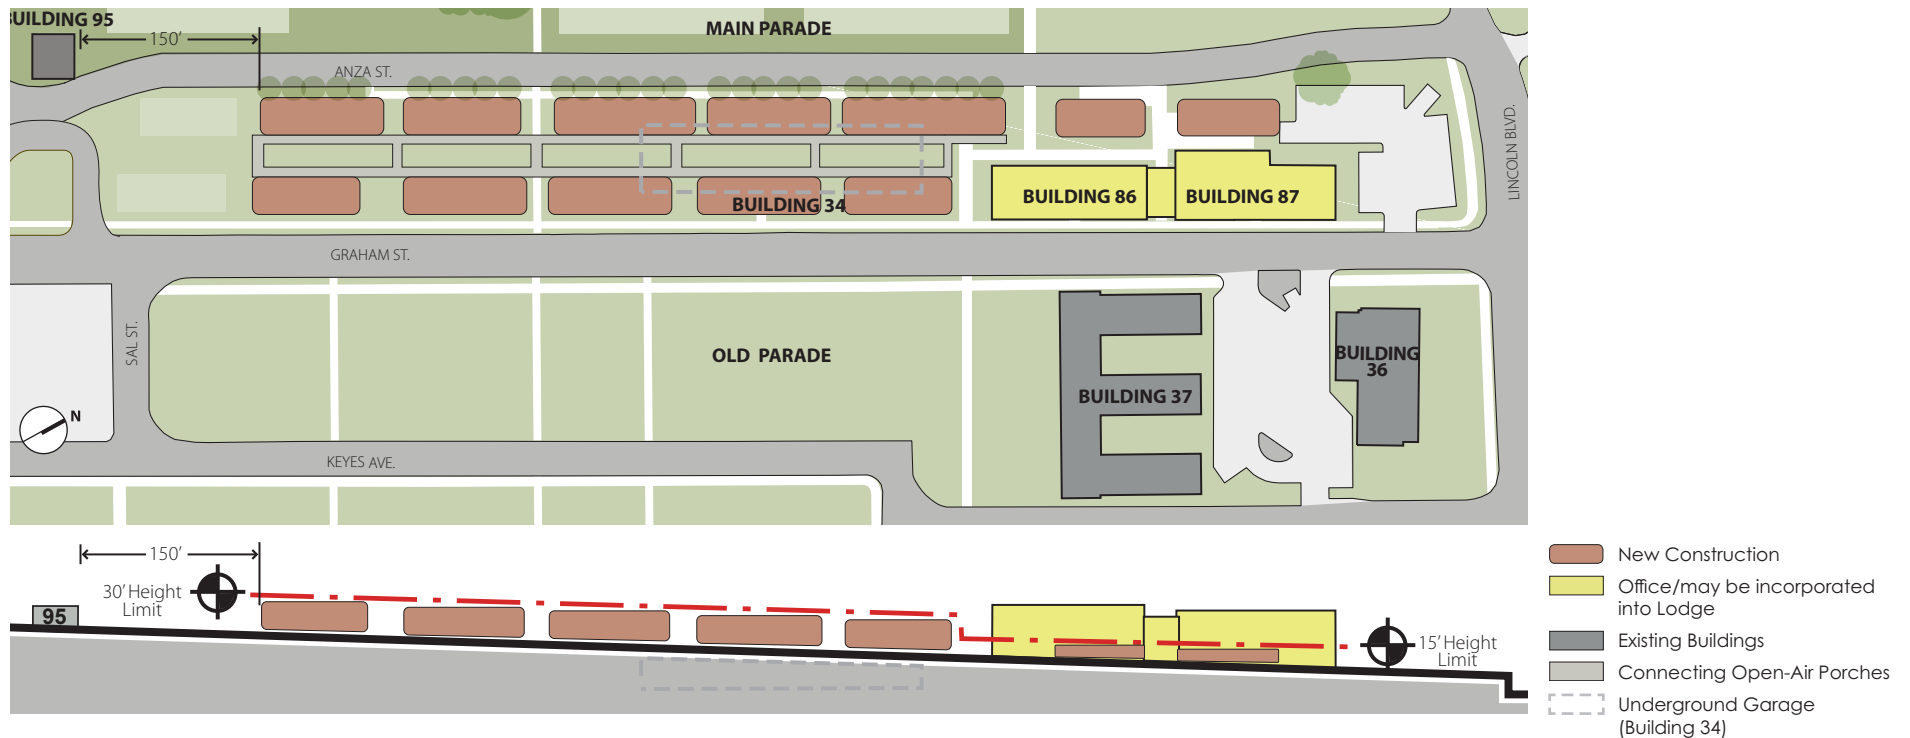 BUILDING 95
150'
MAIN PARADE
ANZA ST.
LINCOLN BLVD.
BUILDING 34
BUILDING 86
BUILDING 87
GRAHAM ST.
SAL ST.
OLD PARADE
BUILDING 37
BUILDING
36
N
KEYES AVE.
150'
30' Height
Limit
95
15' Height
Limit
New Construction
Office/may be incorporated
into Lodge
Existing Buildings
Connecting Open-Air Porches
Underground Garage
(Building 34)